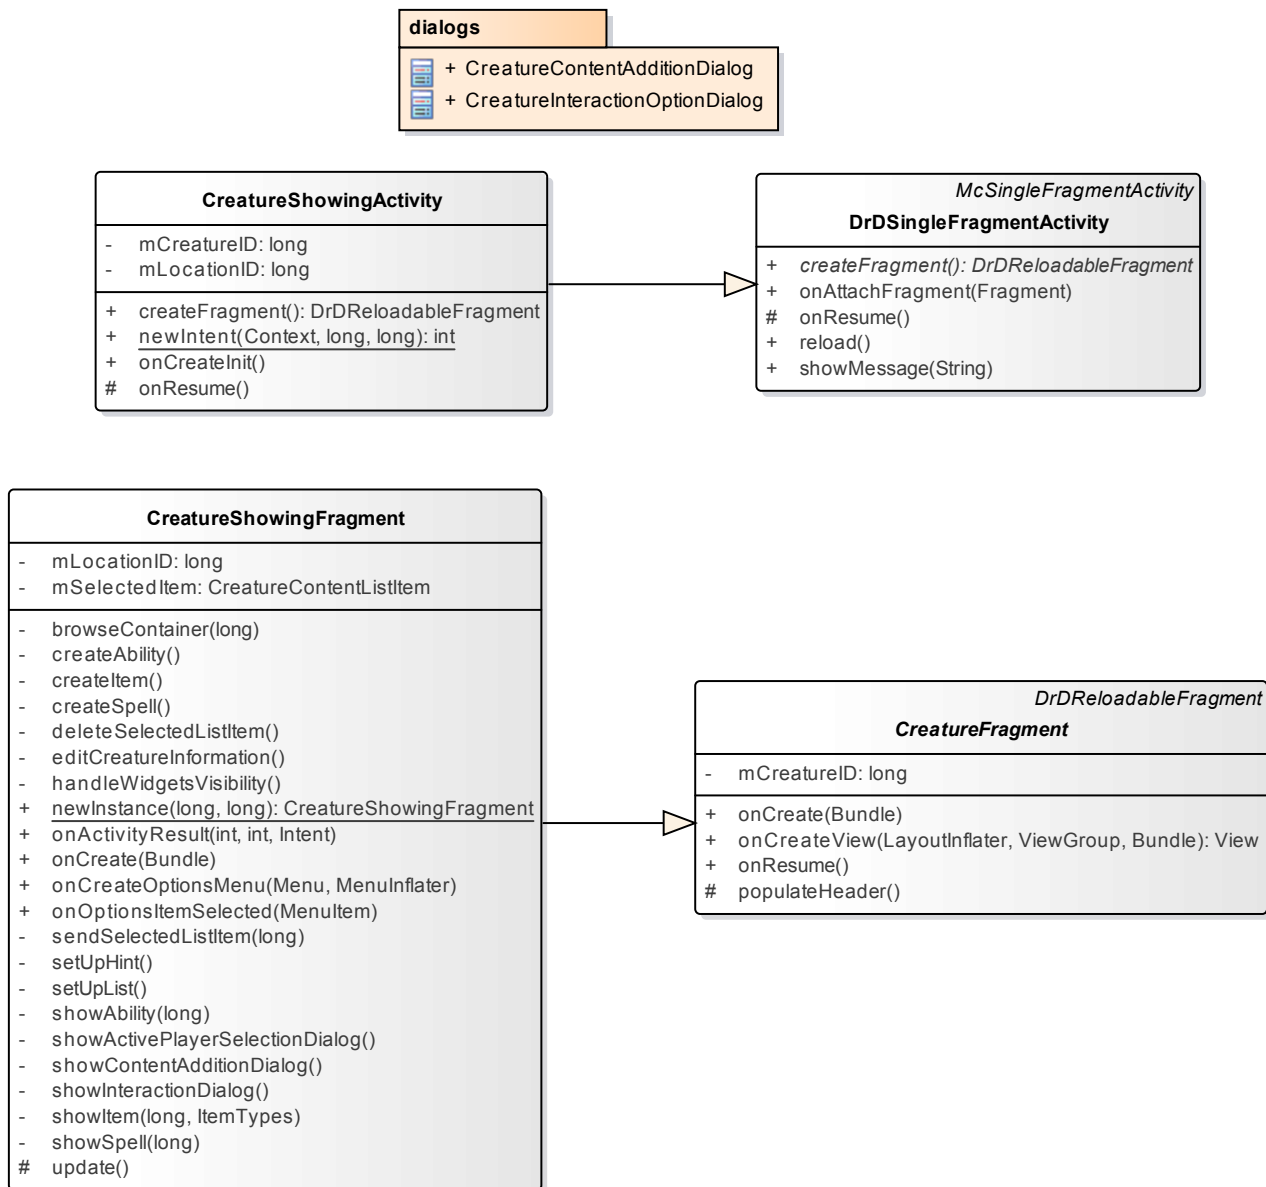 dialogs
+ CreatureContentAdditionDialog
+ CreatureInteractionOptionDialog
CreatureShowingActivity
- mCreatureID: long
- mLocationID: long
+ createFragment(): DrDReloadableFragment
+ newIntent(Context, long, long): int
+ onCreateInit()
# onResume()
McSingleFragmentActivity
DrDSingleFragmentActivity
+ createFragment(): DrDReloadableFragment
+ onAttachFragment(Fragment)
# onResume()
+ reload()
+ showMessage(String)
CreatureShowingFragment
- mLocationID: long
- mSelectedItem: CreatureContentListItem
- browseContainer(long)
- createAbility()
- createItem()
- createSpell()
- deleteSelectedListItem()
- editCreatureInformation()
- handleWidgetsVisibility()
+ newInstance(long, long): CreatureShowingFragment
+ onActivityResult(int, int, Intent)
+ onCreate(Bundle)
+ onCreateOptionsMenu(Menu, MenuInflater)
+ onOptionsItemSelected(MenuItem)
- sendSelectedListItem(long)
- setUpHint()
- setUpList()
- showAbility(long)
- showActivePlayerSelectionDialog()
- showContentAdditionDialog()
- showInteractionDialog()
- showItem(long, ItemTypes)
- showSpell(long)
# update()
DrDReloadableFragment
CreatureFragment
- mCreatureID: long
+ onCreate(Bundle)
+ onCreateView(LayoutInflater, ViewGroup, Bundle): View
+ onResume()
# populateHeader()